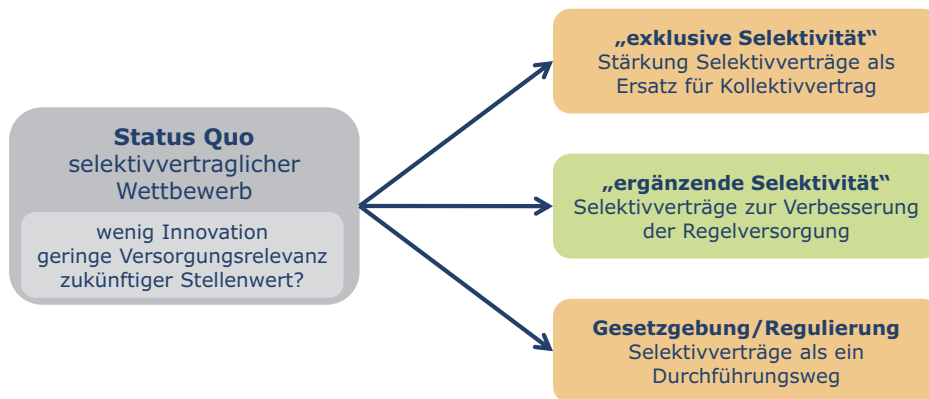 Status Quo
selektivvertraglicher
Wettbewerb
wenig Innovation
geringe Versorgungsrelevanz
zukünftiger Stellenwert?
„exklusive Selektivität“
Stärkung Selektivverträge als
Ersatz für Kollektivvertrag
„ergänzende Selektivität“
Selektivverträge zur Verbesserung
der Regelversorgung
Gesetzgebung/Regulierung
Selektivverträge als ein
Durchführungsweg